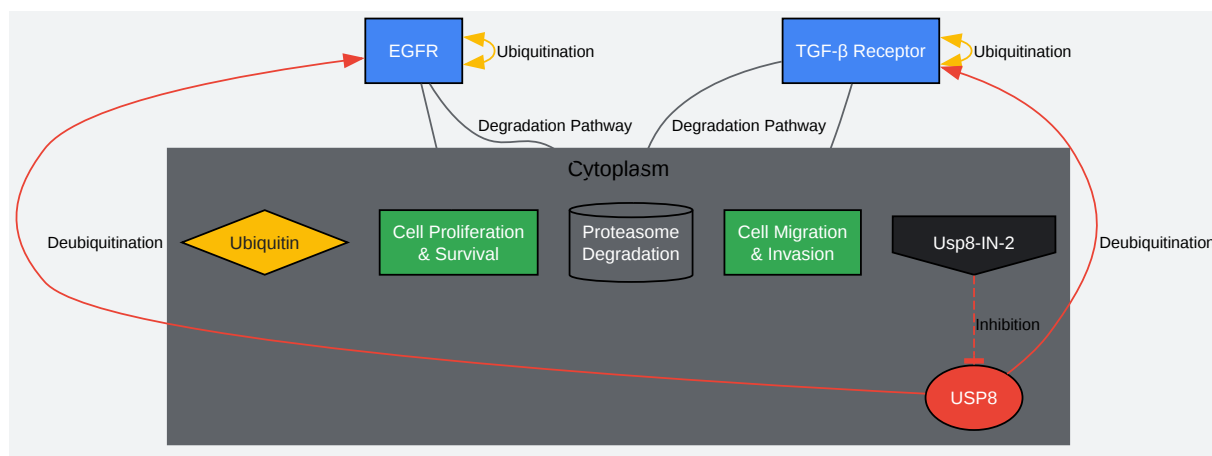 EGFR
Ubiquitination
TGF-β Receptor
Ubiquitination
Degradation Pathway
Degradation Pathway
Cytoplasm
Deubiquitination
Ubiquitin
Cell Proliferation
& Survival
Proteasome
Degradation
Cell Migration
& Invasion
Usp8-IN-2
Deubiquitination
Inhibition
USP8